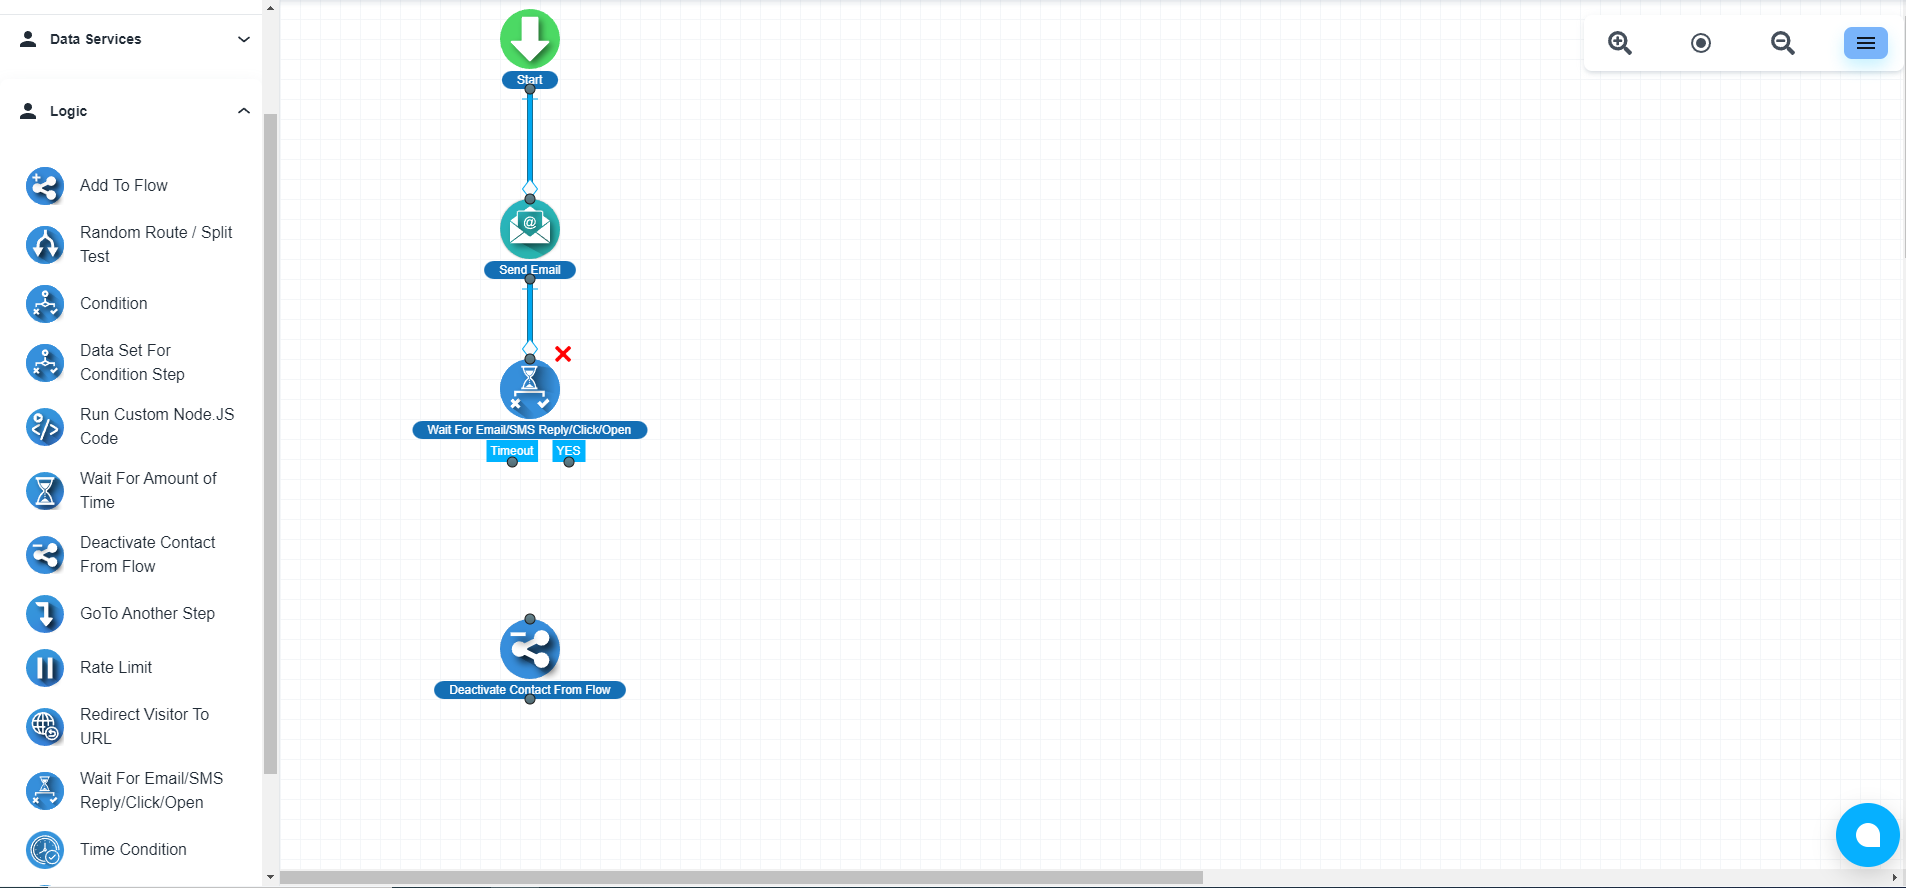 Data Services
Logic
Add To Flow
Random Route / Split
Test
Condition
Data Set For
Condition Step
Run Custom Node.JS
Code
Wait For Amount of
Time
Deactivate Contact
From Flow
GoTo Another Step
Rate Limit
Redirect Visitor To
URL
Wait For Email/SMS
Reply/Click/Open
Time Condition
Start
@
Send Email
Wait For Email/SMS Reply/Click/Open
Timeout YES
Deactivate Contact From Flow